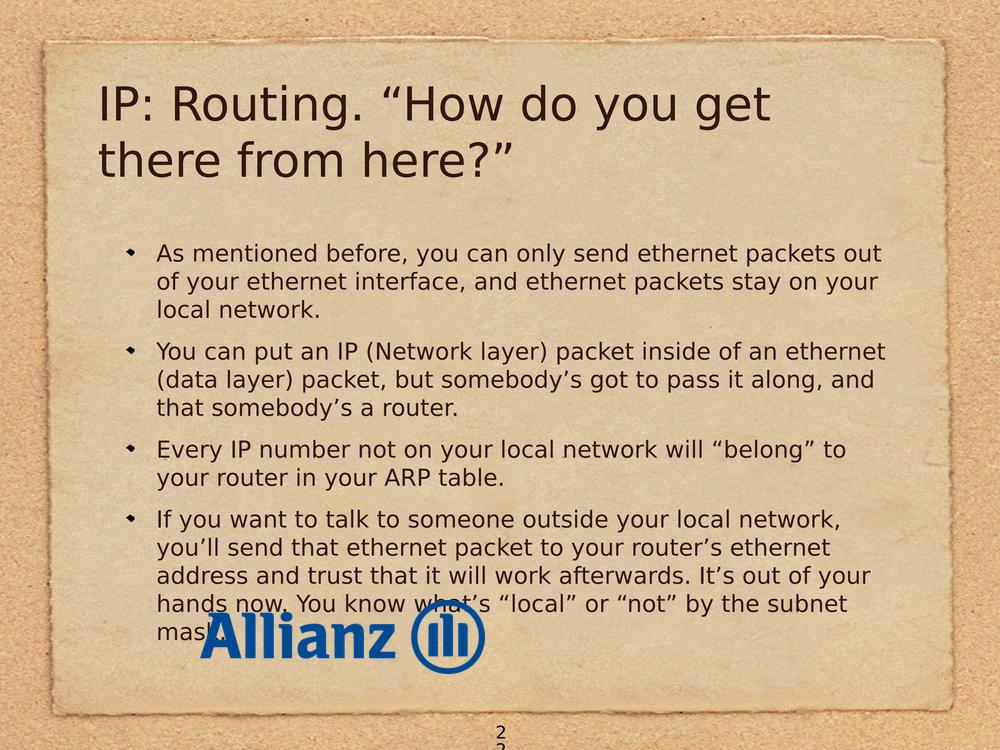 IP: Routing. “How do you get
there from here?”
As mentioned before, you can only send ethernet packets out
of your ethernet interface, and ethernet packets stay on your
local network.
You can put an IP (Network layer) packet inside of an ethernet
(data layer) packet, but somebody’s got to pass it along, and
that somebody’s a router.
Every IP number not on your local network will “belong” to
your router in your ARP table.
If you want to talk to someone outside your local network,
you’ll send that ethernet packet to your router’s ethernet
address and trust that it will work afterwards. It’s out of your
hands now. You know what’s “local” or “not” by the subnet
mask.
Allianz
2
2